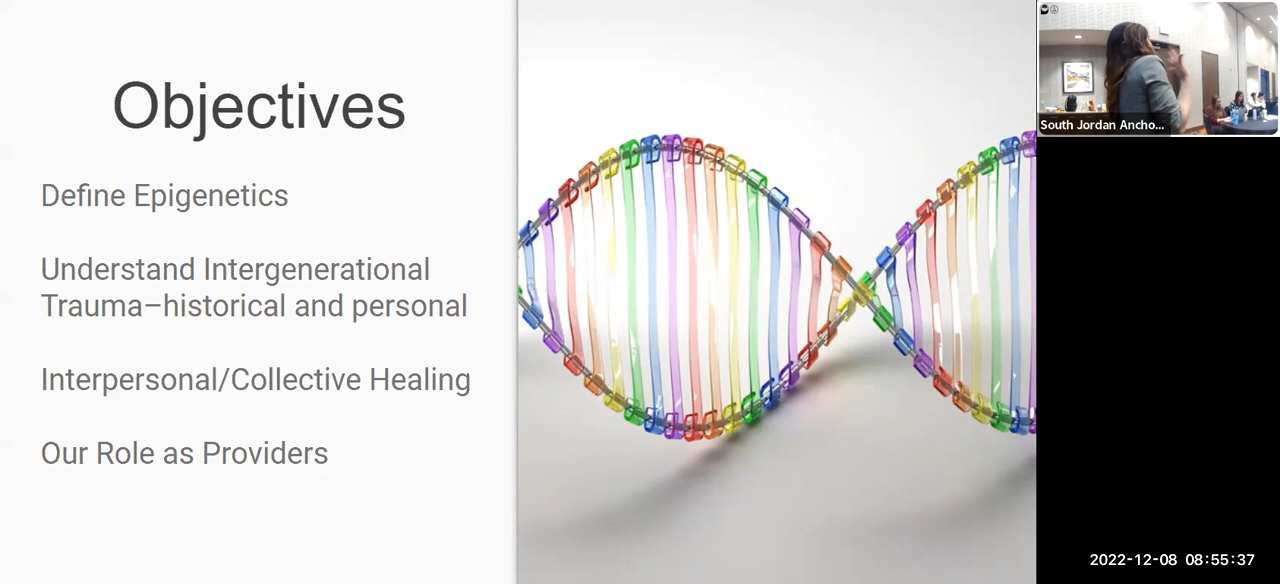 Objectives
Define Epigenetics
Understand Intergenerational
Trauma–historical and personal
Interpersonal/Collective Healing
Our Role as Providers
South Jordan Ancho...
2022-12-08 08:55:37